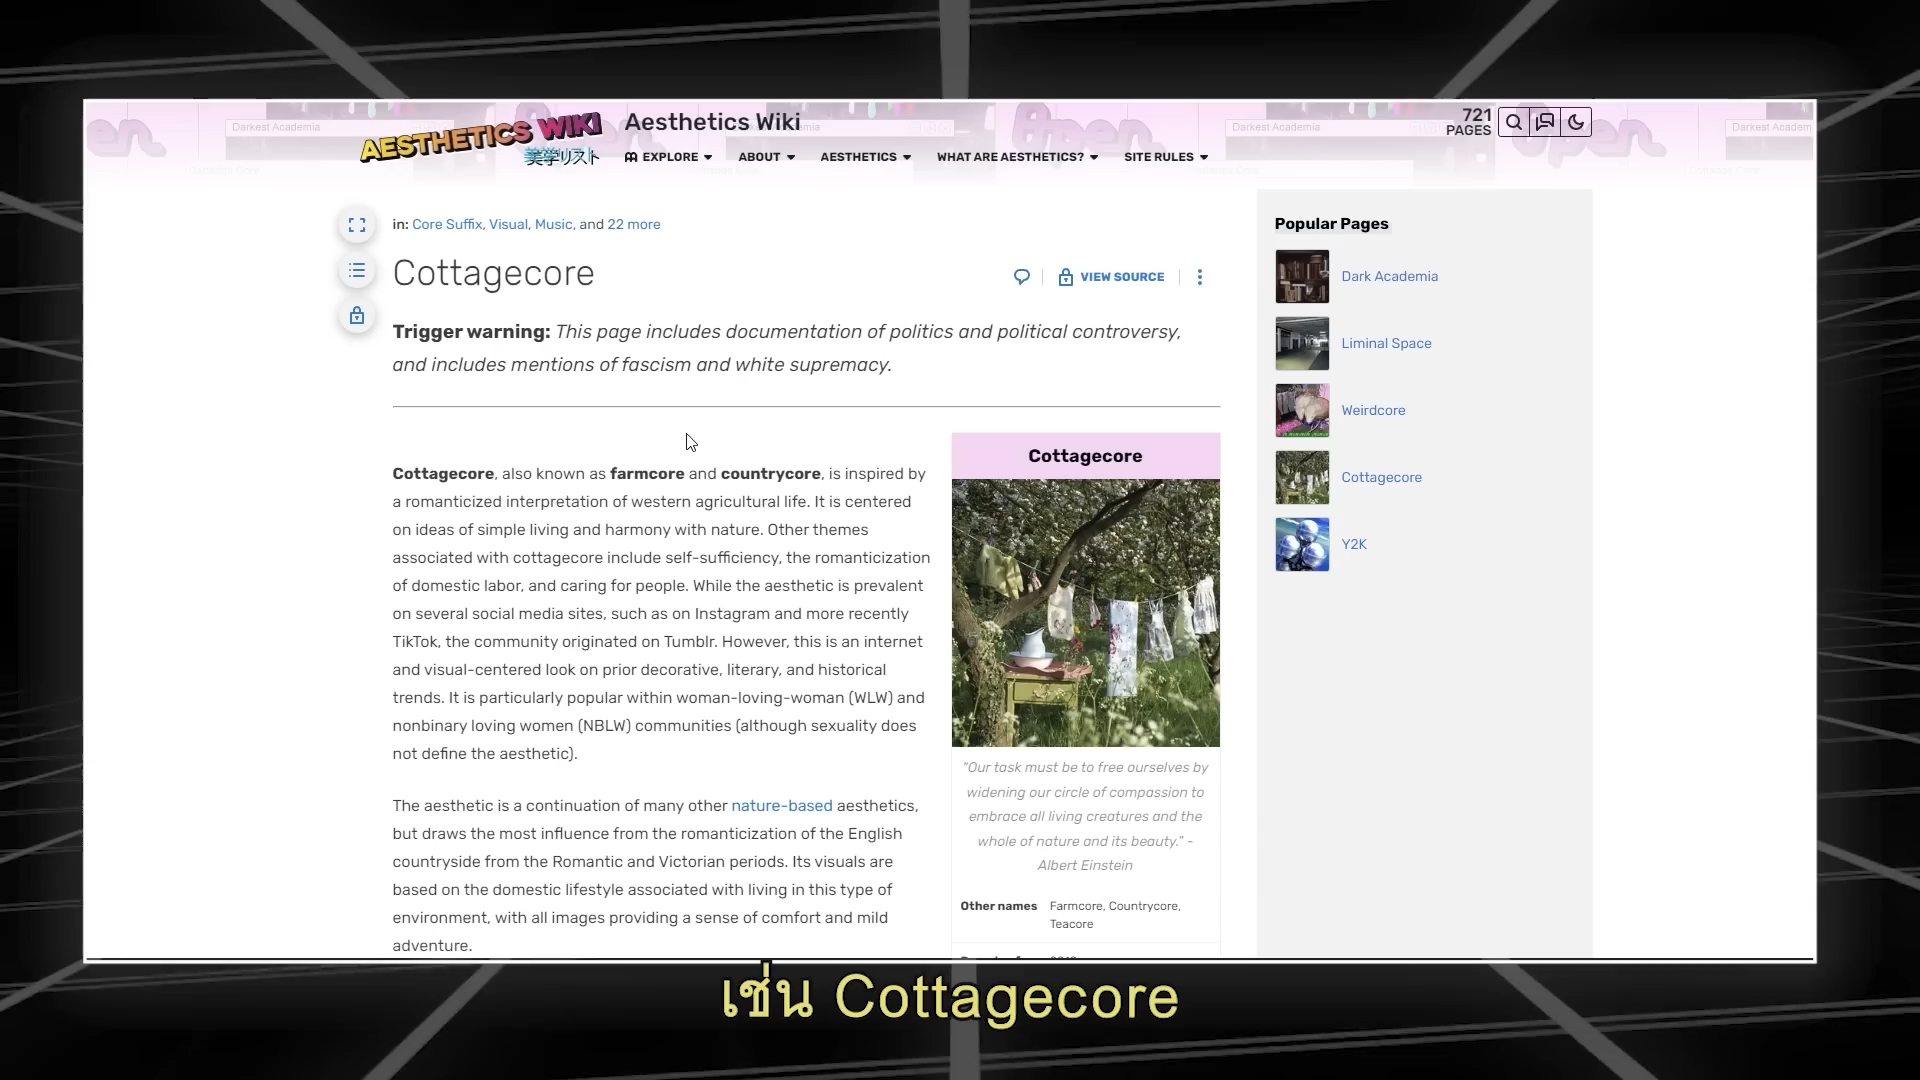 AESTHETICS WIKI
美学リスト
Aesthetics Wiki
721
PAGES
EXPLORE
ABOUT
AESTHETICS
WHAT ARE AESTHETICS?
SITE RULES
Darkest Academia
Darkest Academia
Darkest Academia
in: Core Suffix, Visual, Music, and 22 more
Cottagecore
VIEW SOURCE
Trigger warning: This page includes documentation of politics and political controversy,
and includes mentions of fascism and white supremacy.
Cottagecore, also known as farmcore and countrycore, is inspired by
a romanticized interpretation of western agricultural life. It is centered
on ideas of simple living and harmony with nature. Other themes
associated with cottagecore include self-sufficiency, the romanticization
of domestic labor, and caring for people. While the aesthetic is prevalent
on several social media sites, such as on Instagram and more recently
TikTok, the community originated on Tumblr. However, this is an internet
and visual-centered look on prior decorative, literary, and historical
trends. It is particularly popular within woman-loving-woman (WLW) and
nonbinary loving women (NBLW) communities (although sexuality does
not define the aesthetic).
The aesthetic is a continuation of many other nature-based aesthetics,
but draws the most influence from the romanticization of the English
countryside from the Romantic and Victorian periods. Its visuals are
based on the domestic lifestyle associated with living in this type of
environment, with all images providing a sense of comfort and mild
adventure.
Cottagecore
"Our task must be to free ourselves by
widening our circle of compassion to
embrace all living creatures and the
whole of nature and its beauty." -
Albert Einstein
Other names Farmcore, Countrycore,
Teacore
Popular Pages
Dark Academia
Liminal Space
Weirdcore
Cottagecore
Y2K
เช่น Cottagecore